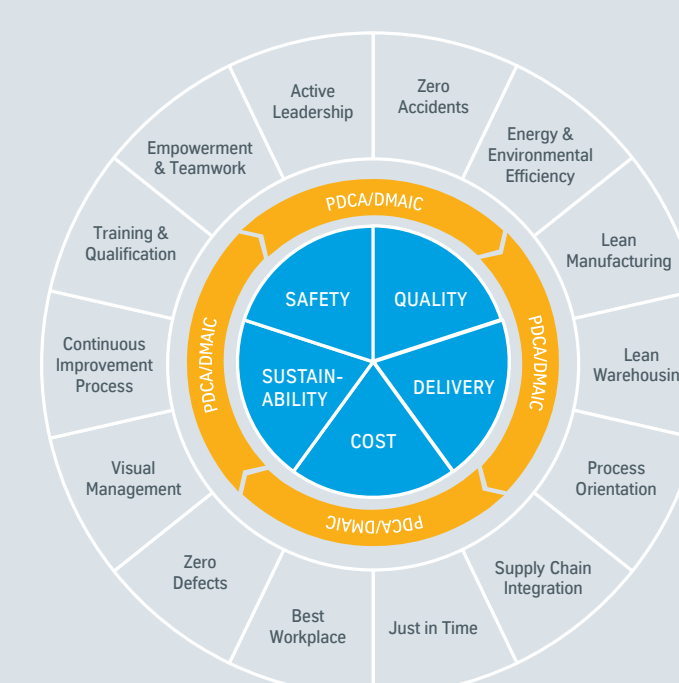 Active
Leadership
Zero
Accidents
Energy &
Environmental
Efficiency
Lean
Manufacturing
Lean
Warehousin
Process
Orientation
Supply Chain
Integration
Just in Time
Best
Workplace
Zero
Defects
Visual
Management
Continuous
Improvement
Process
Training &
Qualification
Empowerment
& Teamwork
PDCA/DMAIC
PDCA/DMAIC
PDCA/DMAIC
PDCA/DMAIC
SAFETY
QUALITY
DELIVERY
COST
SUSTAIN-
ABILITY